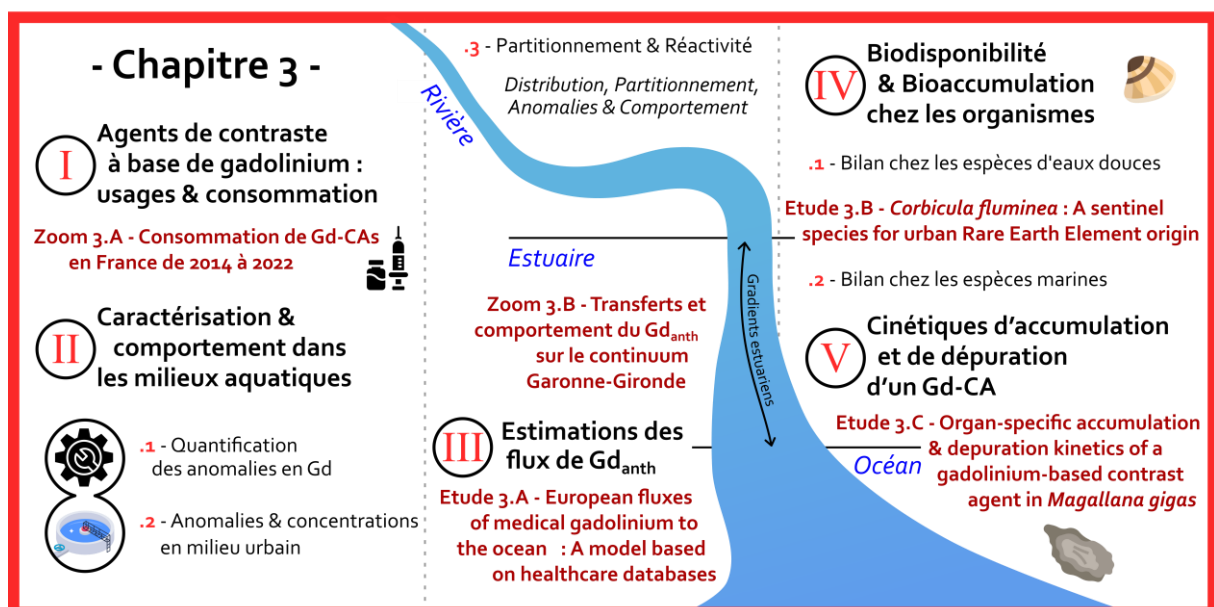 - Chapitre 3 -
I
Agents de contraste
à base de gadolinium :
usages & consommation
Zoom 3.A - Consommation de Gd-CAs
en France de 2014 à 2022
II
Caractérisation &
comportement dans
les milieux aquatiques
.1 - Quantification
des anomalies en Gd
.2 - Anomalies & concentrations
en milieu urbain
.3 - Partitionnement & Réactivité
Distribution, Partitionnement,
Anomalies & Comportement
Rivière
Estuaire
Zoom 3.B - Transferts et
comportement du Gdanth
sur le continuum
Garonne-Gironde
Gradients estuariens
III
Estimations des
flux de Gdanth
Etude 3.A - European fluxes
of medical gadolinium to
the ocean : A model based
on healthcare databases
IV
Biodisponibilité
& Bioaccumulation
chez les organismes
.1 - Bilan chez les espèces d'eaux douces
Etude 3.B - Corbicula fluminea : A sentinel
species for urban Rare Earth Element origin
.2 - Bilan chez les espèces marines
V
Cinétiques d’accumulation
et de dépuration
d’un Gd-CA
Etude 3.C - Organ-specific accumulation
& depuration kinetics of a
gadolinium-based contrast
agent in Magallana gigas
Océan